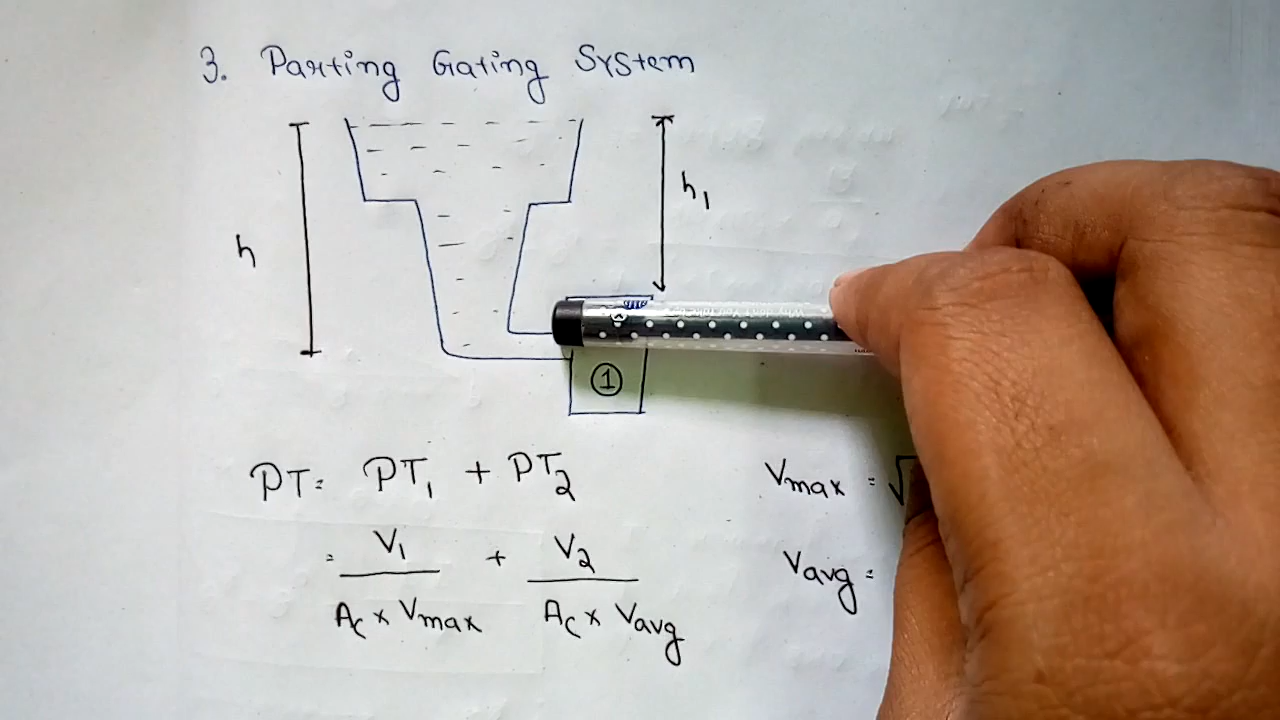 3. Parting Gating System
h
h₁
①
PT = PT₁ + PT₂
= V₁ / (Ac × Vmax) + V₂ / (Ac × Vavg)
Vmax = √
Vavg =